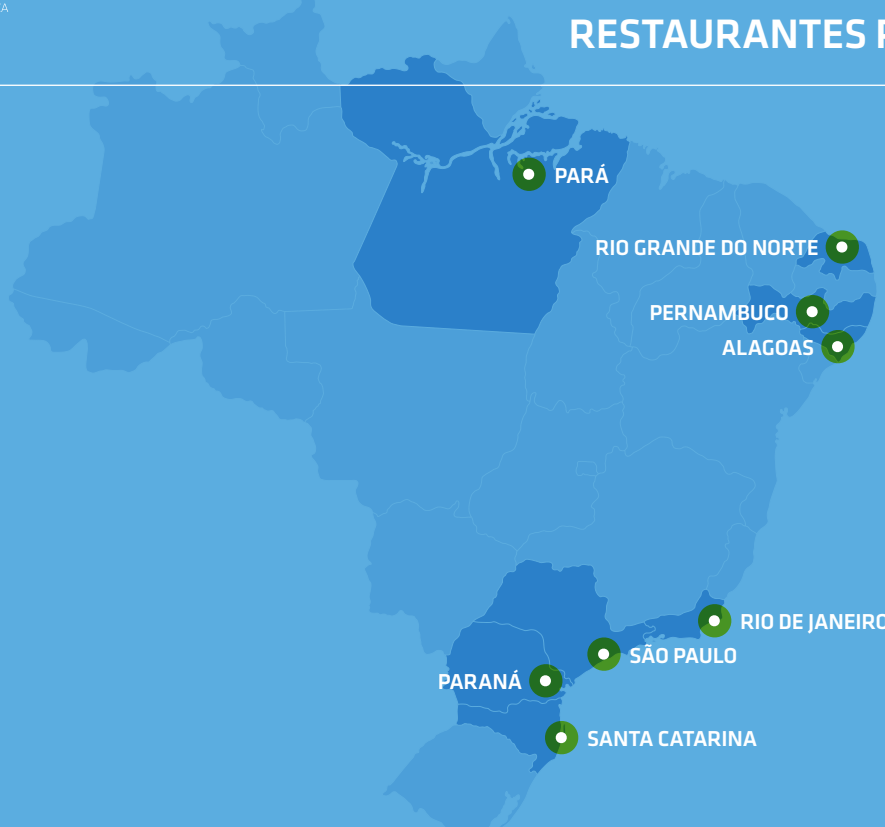 RESTAURANTES
PARÁ
RIO GRANDE DO NORTE
PERNAMBUCO
ALAGOAS
RIO DE JANEIRO
SÃO PAULO
PARANÁ
SANTA CATARINA